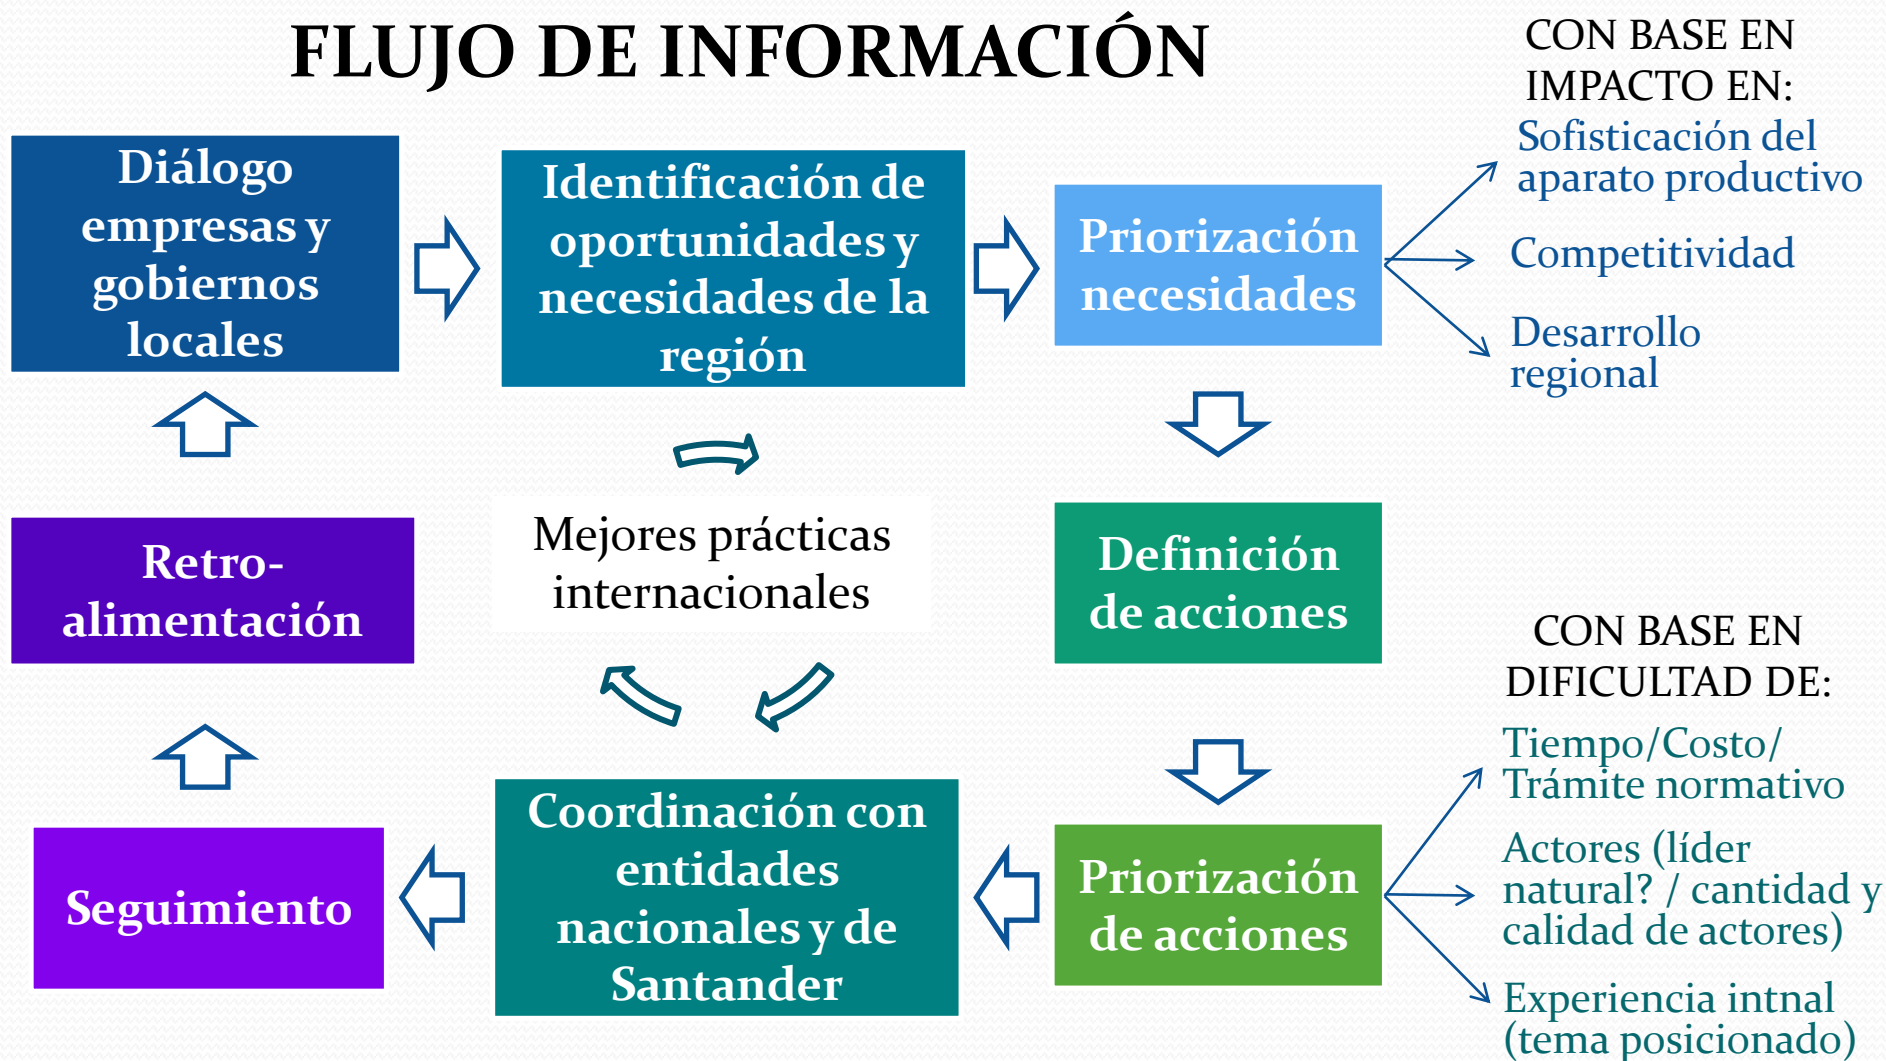 FLUJO DE INFORMACIÓN
CON BASE EN
IMPACTO EN:
Diálogo
empresas y
gobiernos
locales
Identificación de
oportunidades y
necesidades de la
región
Priorización
necesidades
Sofisticación del
aparato productivo
Competitividad
Desarrollo
regional
Retro-
alimentación
Mejores prácticas
internacionales
Definición
de acciones
CON BASE EN
DIFICULTAD DE:
Seguimiento
Coordinación con
entidades
nacionales y de
Santander
Priorización
de acciones
Tiempo/Costo/
Trámite normativo
Actores (líder
natural? / cantidad y
calidad de actores)
Experiencia intnal
(tema posicionado)